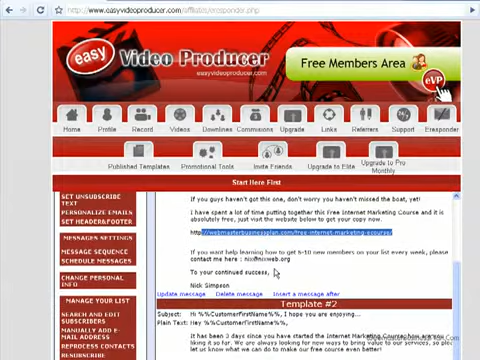 http://www.easyvideoproducer.com/affiliate/eresponder.php
easy Video Producer
easyvideoproducer.com
Free Members Area
eVP
Home Profile Record Videos Downlines Commisions Upgrade Links Referrers Support Eresponder
Published Templates Promotional Tools Invite Friends Upgrade to Elite Upgrade to Pro Monthly
Start Here First
SET UNSUBSCRIBE TEXT
PERSONALIZE EMAILS
SET HEADER&FOOTER
MESSAGES SETTINGS
MESSAGE SEQUENCE
SCHEDULE MESSAGES
CHANGE PERSONAL INFO
MANAGE YOUR LIST
SEARCH AND EDIT SUBSCRIBERS
MANUALLY ADD E-MAIL ADDRESS
PROCESS BOUNCED
RESUBSCRIBE
If you guys haven't got this one, don't worry you haven't missed the boat, yet!
I have spent a lot of time putting together this Free Internet Marketing Course and it is
absolutely free, just visit the website below to get your copy now.
http://webmasterbusinessplan.com/free-internet-marketing-ecourse/
If you want help learning how to get 5-10 new members on your list every week, please
contact me here :
To your continued success,
Nick Simpson
Update message Delete message Insert a message after
Template #2
Subject: Hi %%CustomerFirstName%%, I hope you are enjoying...
Plain Text: Hey %%CustomerFirstName%%,
It has been 3 days since you have started the Internet Marketing Course, how are
liking it so far. We are always looking for new ways to bring value to our services, so
let us know what we can do to make our free course even better!